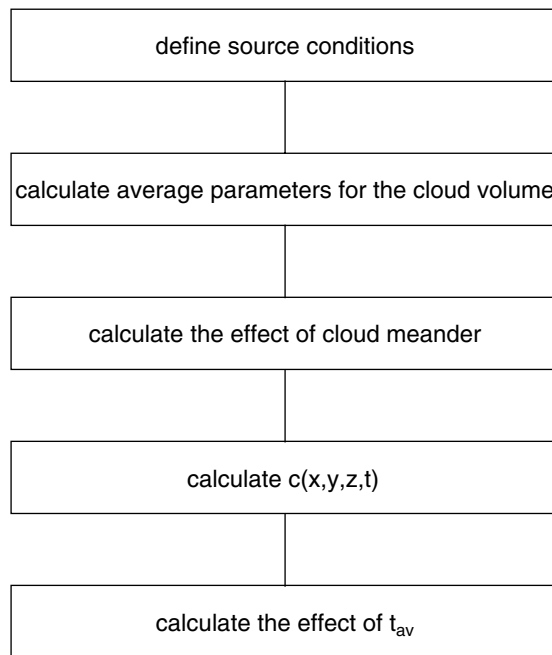 define source conditions
calculate average parameters for the cloud volume
calculate the effect of cloud meander
calculate c(x,y,z,t)
calculate the effect of t_av